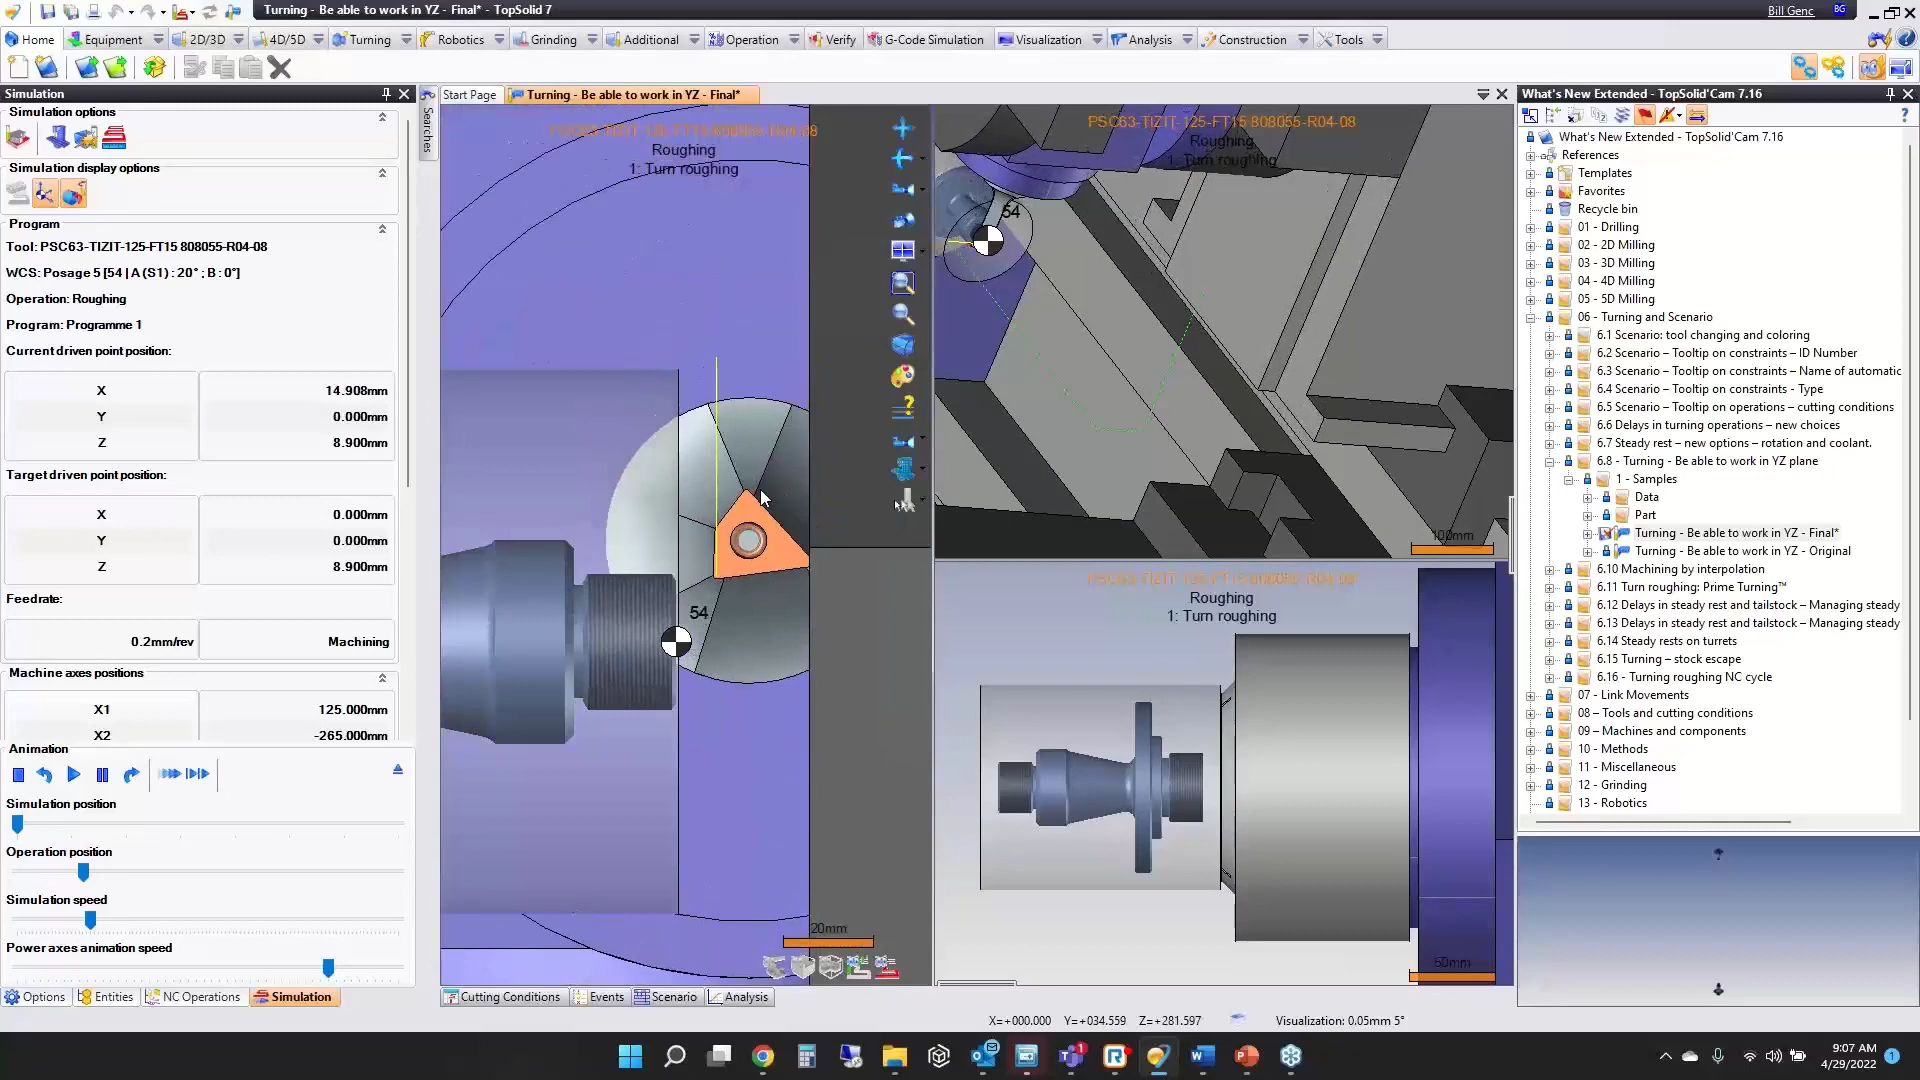 Turning - Be able to work in YZ - Final* - TopSolid 7
Bill Genc
BG
Home
Equipment
2D/3D
4D/5D
Turning
Robotics
Grinding
Additional
Operation
Verify
G-Code Simulation
Visualization
Analysis
Construction
Tools
Simulation
Simulation options
Simulation display options
Program
Tool: PSC63-TIZIT-125-FT15 808055-R04-08
WCS: Posage 5 [54 | A (S1) : 20° ; B : 0°]
Operation: Roughing
Program: Programme 1
Current driven point position:
X 14.908mm
Y 0.000mm
Z 8.900mm
Target driven point position:
X 0.000mm
Y 0.000mm
Z 8.900mm
Feedrate:
0.2mm/rev Machining
Machine axes positions
X1 125.000mm
X2 -265.000mm
Animation
Simulation position
Operation position
Simulation speed
Power axes animation speed
Options
Entities
NC Operations
Simulation
Searches
Start Page
Turning - Be able to work in YZ - Final*
PSC63-TIZIT-125-FT15 808055-R04-08
Roughing
1: Turn roughing
54
20mm
PSC63-TIZIT-125-FT15 808055-R04-08
Roughing
1: Turn roughing
54
100mm
PSC63-TIZIT-125-FT15 808055-R04-08
Roughing
1: Turn roughing
50mm
Cutting Conditions
Events
Scenario
Analysis
What's New Extended - TopSolid'Cam 7.16
What's New Extended - TopSolid'Cam 7.16
References
Templates
Favorites
Recycle bin
01 - Drilling
02 - 2D Milling
03 - 3D Milling
04 - 4D Milling
05 - 5D Milling
06 - Turning and Scenario
6.1 Scenario: tool changing and coloring
6.2 Scenario – Tooltip on constraints – ID Number
6.3 Scenario – Tooltip on constraints – Name of automatic
6.4 Scenario – Tooltip on constraints - Type
6.5 Scenario – Tooltip on operations – cutting conditions
6.6 Delays in turning operations – new choices
6.7 Steady rest – new options – rotation and coolant.
6.8 - Turning - Be able to work in YZ plane
1 - Samples
Data
Part
Turning - Be able to work in YZ - Final*
Turning - Be able to work in YZ - Original
6.10 Machining by interpolation
6.11 Turn roughing: Prime Turning™
6.12 Delays in steady rest and tailstock – Managing steady
6.13 Delays in steady rest and tailstock – Managing steady
6.14 Steady rests on turrets
6.15 Turning – stock escape
6.16 - Turning roughing NC cycle
07 - Link Movements
08 – Tools and cutting conditions
09 – Machines and components
10 - Methods
11 - Miscellaneous
12 - Grinding
13 - Robotics
X=+000.000 Y=+034.559 Z=+281.597
Visualization: 0.05mm 5°
9:07 AM
4/29/2022
1